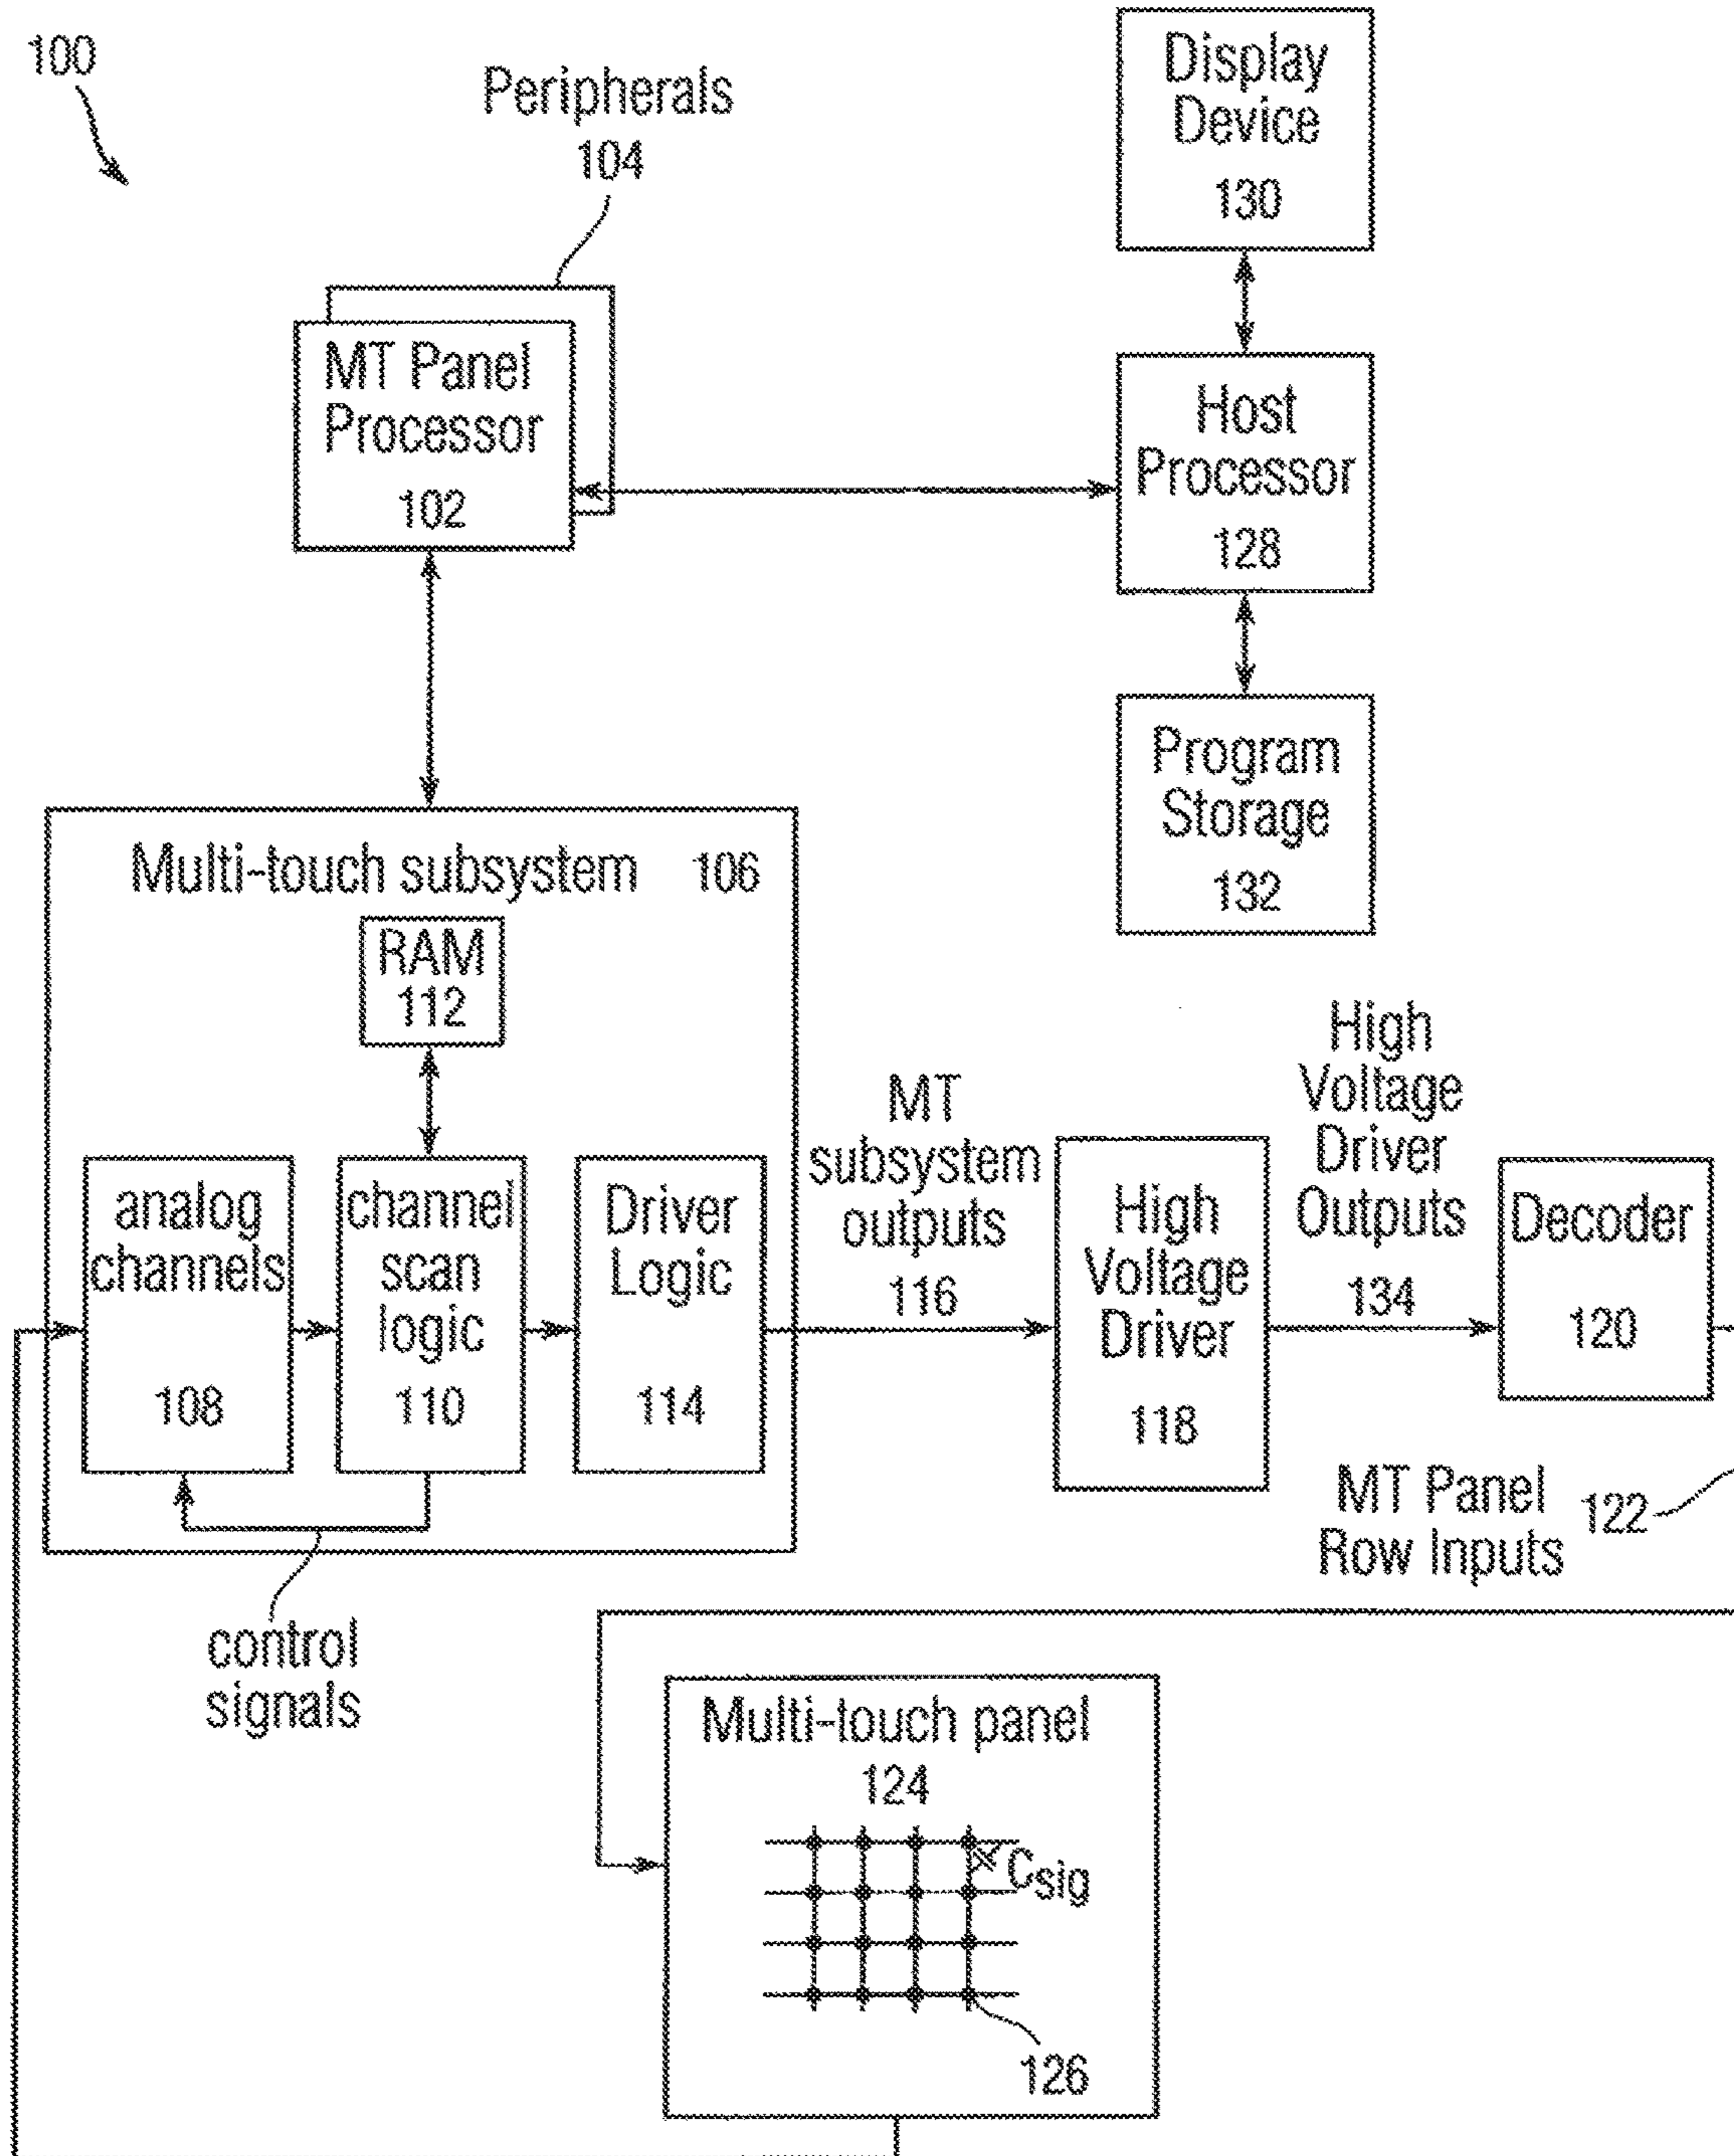 100
Peripherals
104
Display
Device
130
MT Panel
Processor
102
Host
Processor
128
Program
Storage
132
Multi-touch subsystem 106
RAM
112
analog
channels
108
channel
scan
logic
110
Driver
Logic
114
MT
subsystem
outputs
116
High
Voltage
Driver
118
High
Voltage
Driver
Outputs
134
Decoder
120
MT Panel
Row Inputs
122
control
signals
Multi-touch panel
124
Csig
126